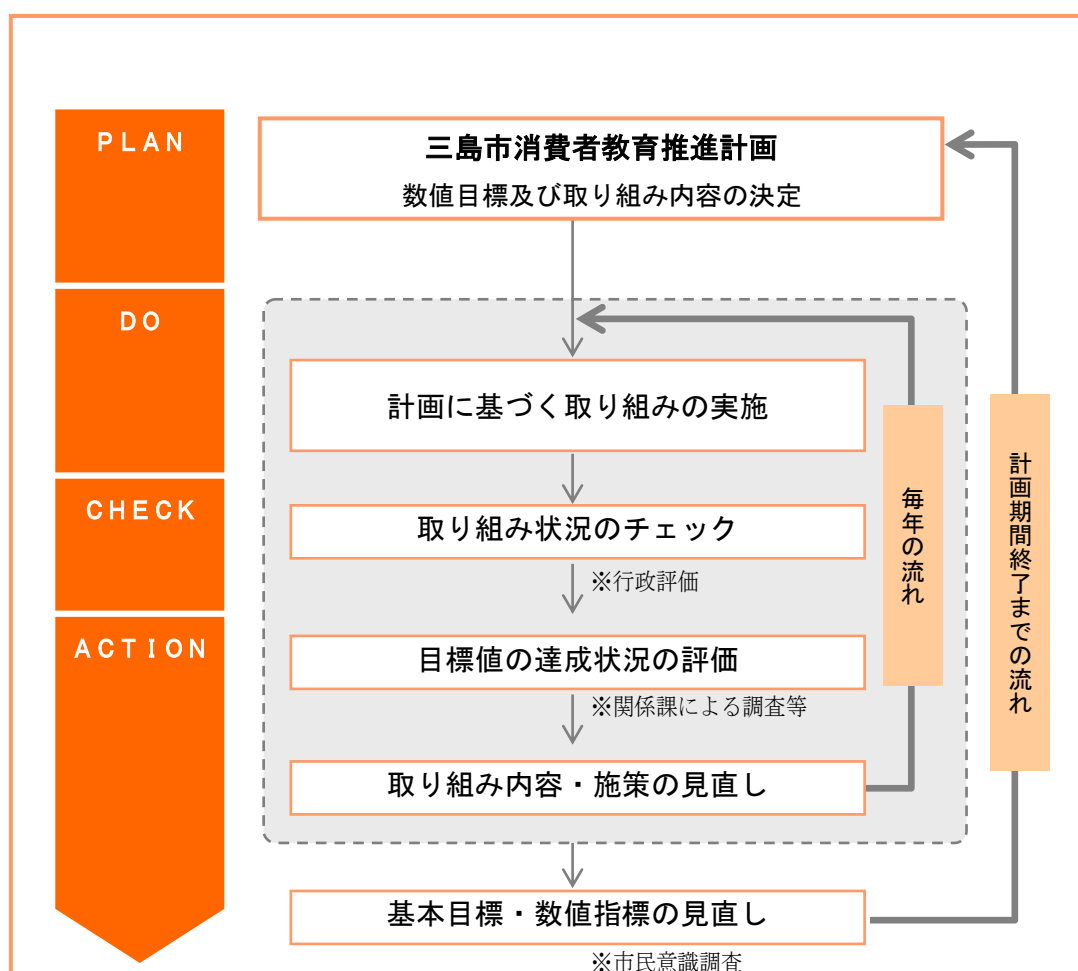 PLAN
三島市消費者教育推進計画
数値目標及び取り組み内容の決定
DO
計画に基づく取り組みの実施
CHECK
取り組み状況のチェック
※行政評価
ACTION
目標値の達成状況の評価
※関係課による調査等
取り組み内容・施策の見直し
毎年の流れ
計画期間終了までの流れ
基本目標・数値指標の見直し
※市民意識調査